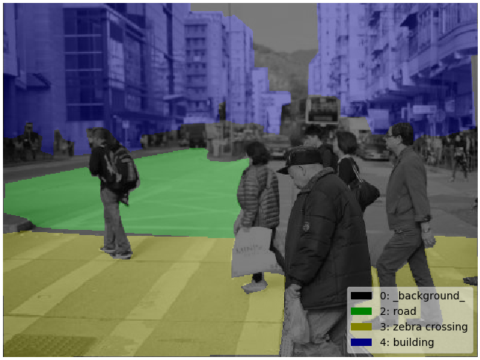 0: _background_
2: road
3: zebra crossing
4: building